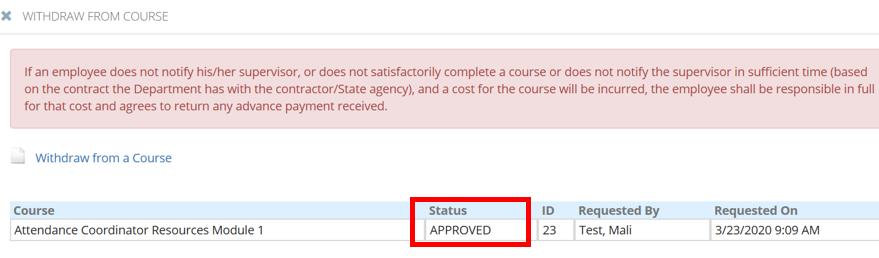 WITHDRAW FROM COURSE
If an employee does not notify his/her supervisor, or does not satisfactorily complete a course or does not notify the supervisor in sufficient time (based
on the contract the Department has with the contractor/State agency), and a cost for the course will be incurred, the employee shall be responsible in full
for that cost and agrees to return any advance payment received.
Withdraw from a Course
Course Status ID Requested By Requested On
Attendance Coordinator Resources Module 1 APPROVED 23 Test, Mali 3/23/2020 9:09 AM